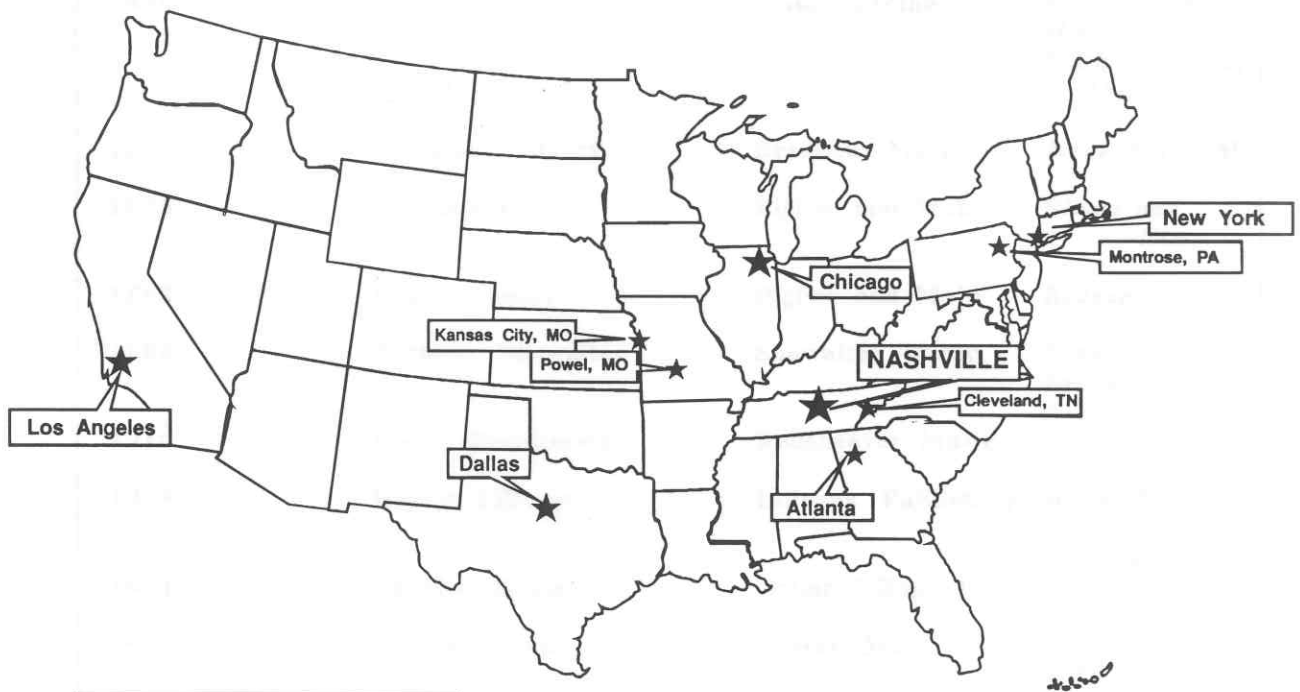 New York
Montrose, PA
Chicago
Kansas City, MO
Powel, MO
NASHVILLE
Cleveland, TN
Los Angeles
Dallas
Atlanta